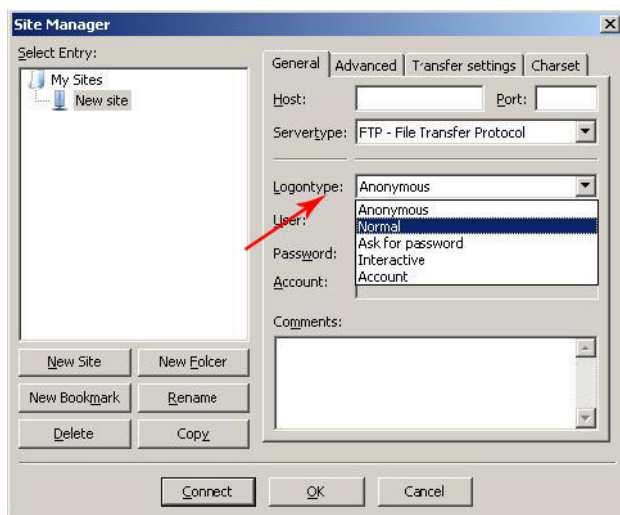 Site Manager
Select Entry:
My Sites
New site
New Site
New Folcer
New Bookmark
Rename
Delete
Copy
General
Advanced
Transfer settings
Charset
Host:
Port:
Servertype:
FTP - File Transfer Protocol
Logontype:
Anonymous
Anonymous
Normal
Ask for password
Interactive
Account
User:
Password:
Account:
Comments:
Connect
OK
Cancel